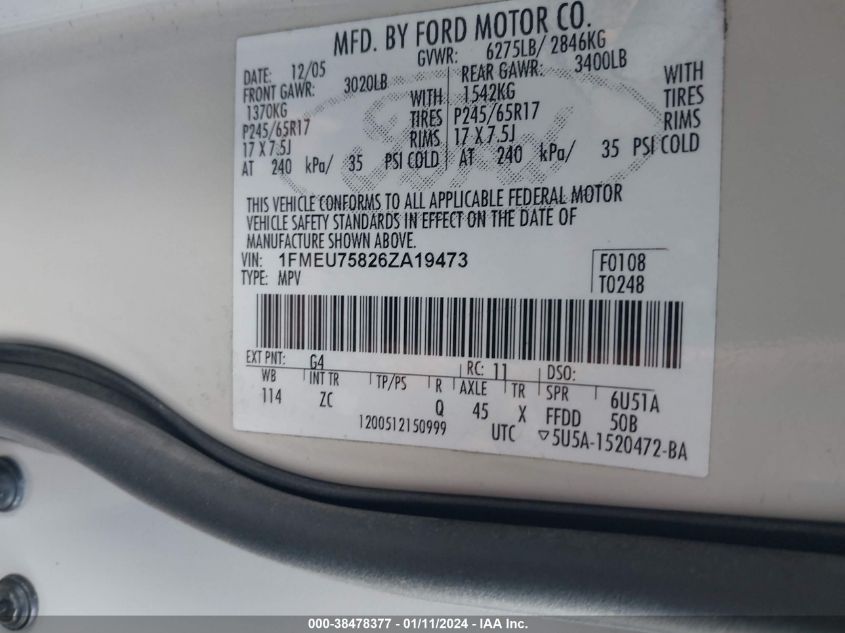 MFD. BY FORD MOTOR CO.
DATE: 12/05 GVWR: 6275LB/ 2846KG
FRONT GAWR: 3020LB REAR GAWR: 3400LB
1370KG WITH 1542KG WITH
P245/65R17 TIRES P245/65R17 TIRES
17 X 7.5J RIMS 17 X 7.5J RIMS
AT 240 kPa/ 35 PSI COLD AT 240 kPa/ 35 PSI COLD
Ford
THIS VEHICLE CONFORMS TO ALL APPLICABLE FEDERAL MOTOR
VEHICLE SAFETY STANDARDS IN EFFECT ON THE DATE OF
MANUFACTURE SHOWN ABOVE.
VIN: 1FMEU75826ZA19473 F0108
TYPE: MPV T0248
EXT PNT: G4 RC: 11 DSO:
WB INT TR TP/PS R AXLE TR SPR 6U51A
114 ZC Q 45 X FFDD 50B
1200512150999 UTC ▽5U5A-1520472-BA
000-38478377 - 01/11/2024 - IAA Inc.